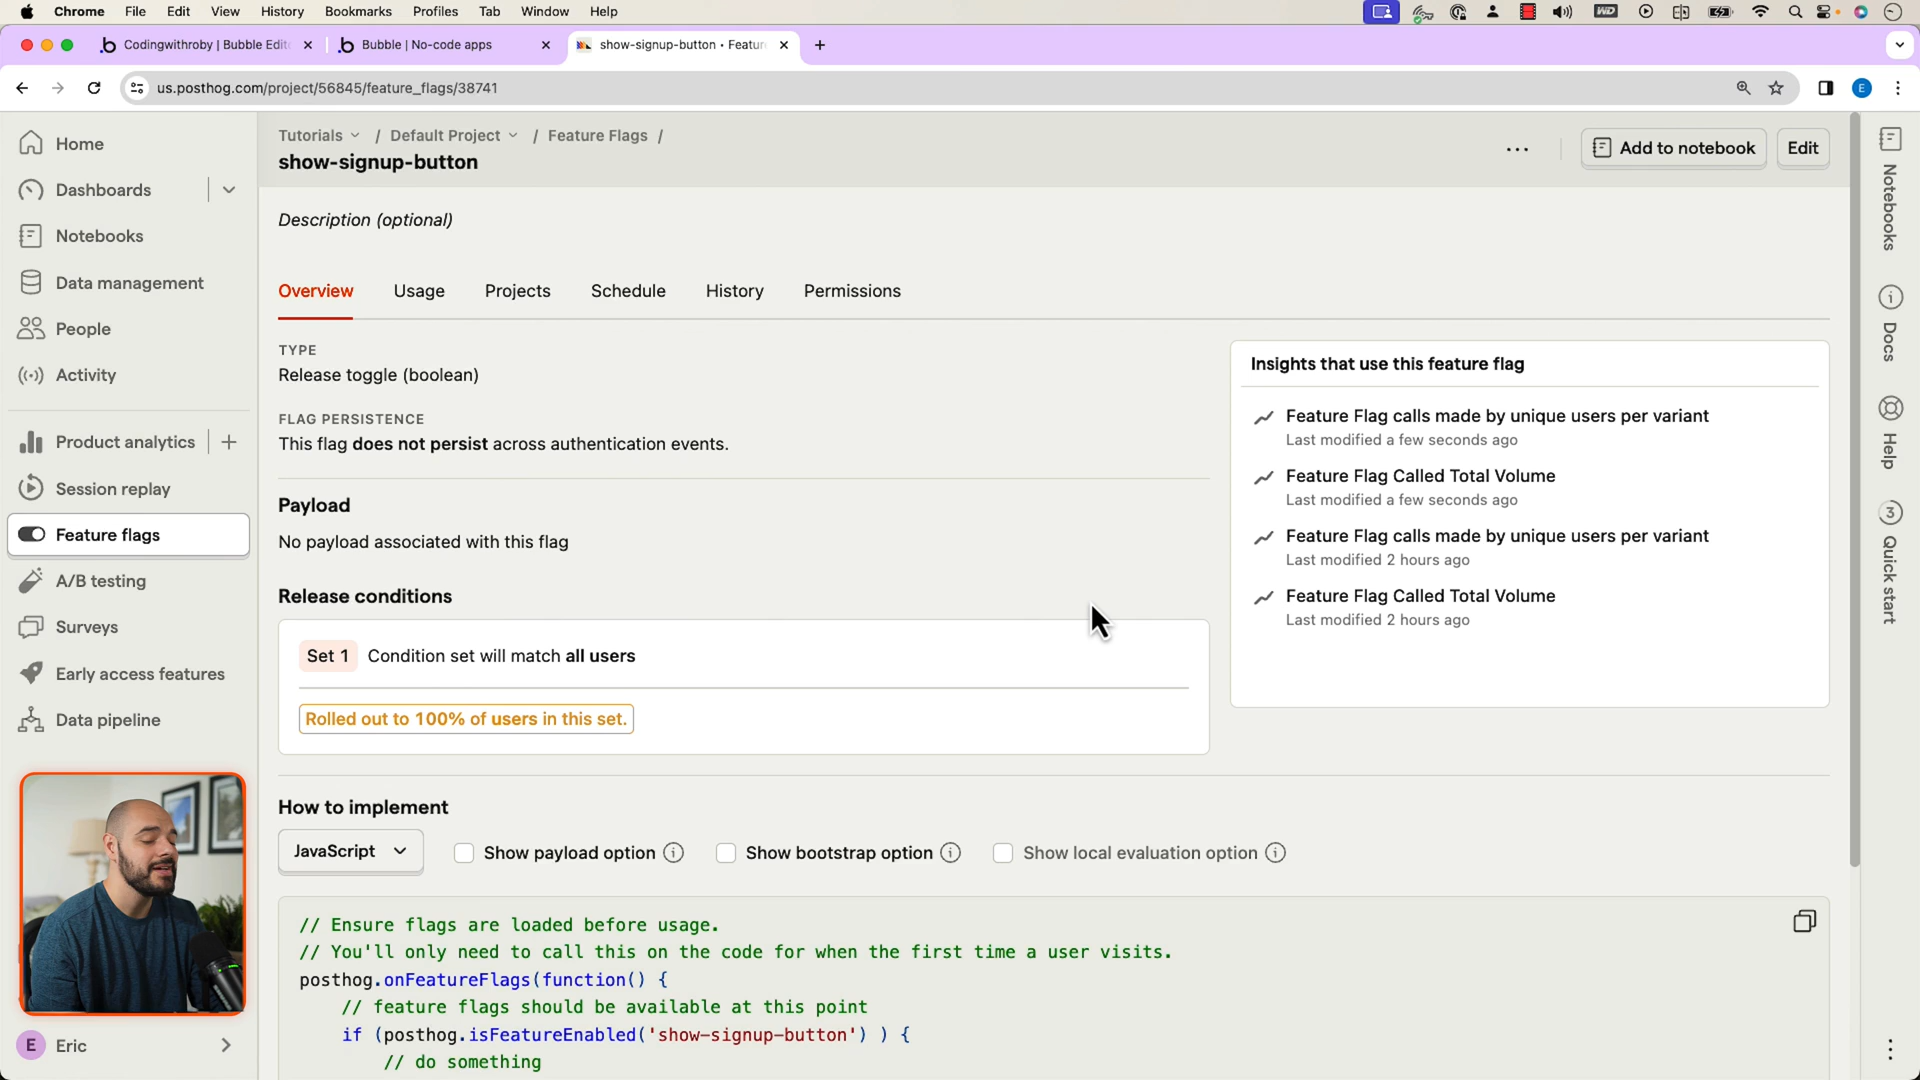 Chrome File Edit View History Bookmarks Profiles Tab Window Help
Codingwithroby | Bubble Edit
Bubble | No-code apps
show-signup-button • Featur
us.posthog.com/project/56845/feature_flags/38741
E
Home
Dashboards
Notebooks
Data management
People
Activity
Product analytics
Session replay
Feature flags
A/B testing
Surveys
Early access features
Data pipeline
E Eric
Tutorials / Default Project / Feature Flags /
show-signup-button
Add to notebook
Edit
Description (optional)
Overview Usage Projects Schedule History Permissions
TYPE
Release toggle (boolean)
FLAG PERSISTENCE
This flag does not persist across authentication events.
Payload
No payload associated with this flag
Release conditions
Set 1 Condition set will match all users
Rolled out to 100% of users in this set.
Insights that use this feature flag
Feature Flag calls made by unique users per variant
Last modified a few seconds ago
Feature Flag Called Total Volume
Last modified a few seconds ago
Feature Flag calls made by unique users per variant
Last modified 2 hours ago
Feature Flag Called Total Volume
Last modified 2 hours ago
How to implement
JavaScript
Show payload option
Show bootstrap option
Show local evaluation option
// Ensure flags are loaded before usage.
// You'll only need to call this on the code for when the first time a user visits.
posthog.onFeatureFlags(function() {
// feature flags should be available at this point
if (posthog.isFeatureEnabled('show-signup-button') ) {
// do something
Notebooks
Docs
Help
3
Quick start